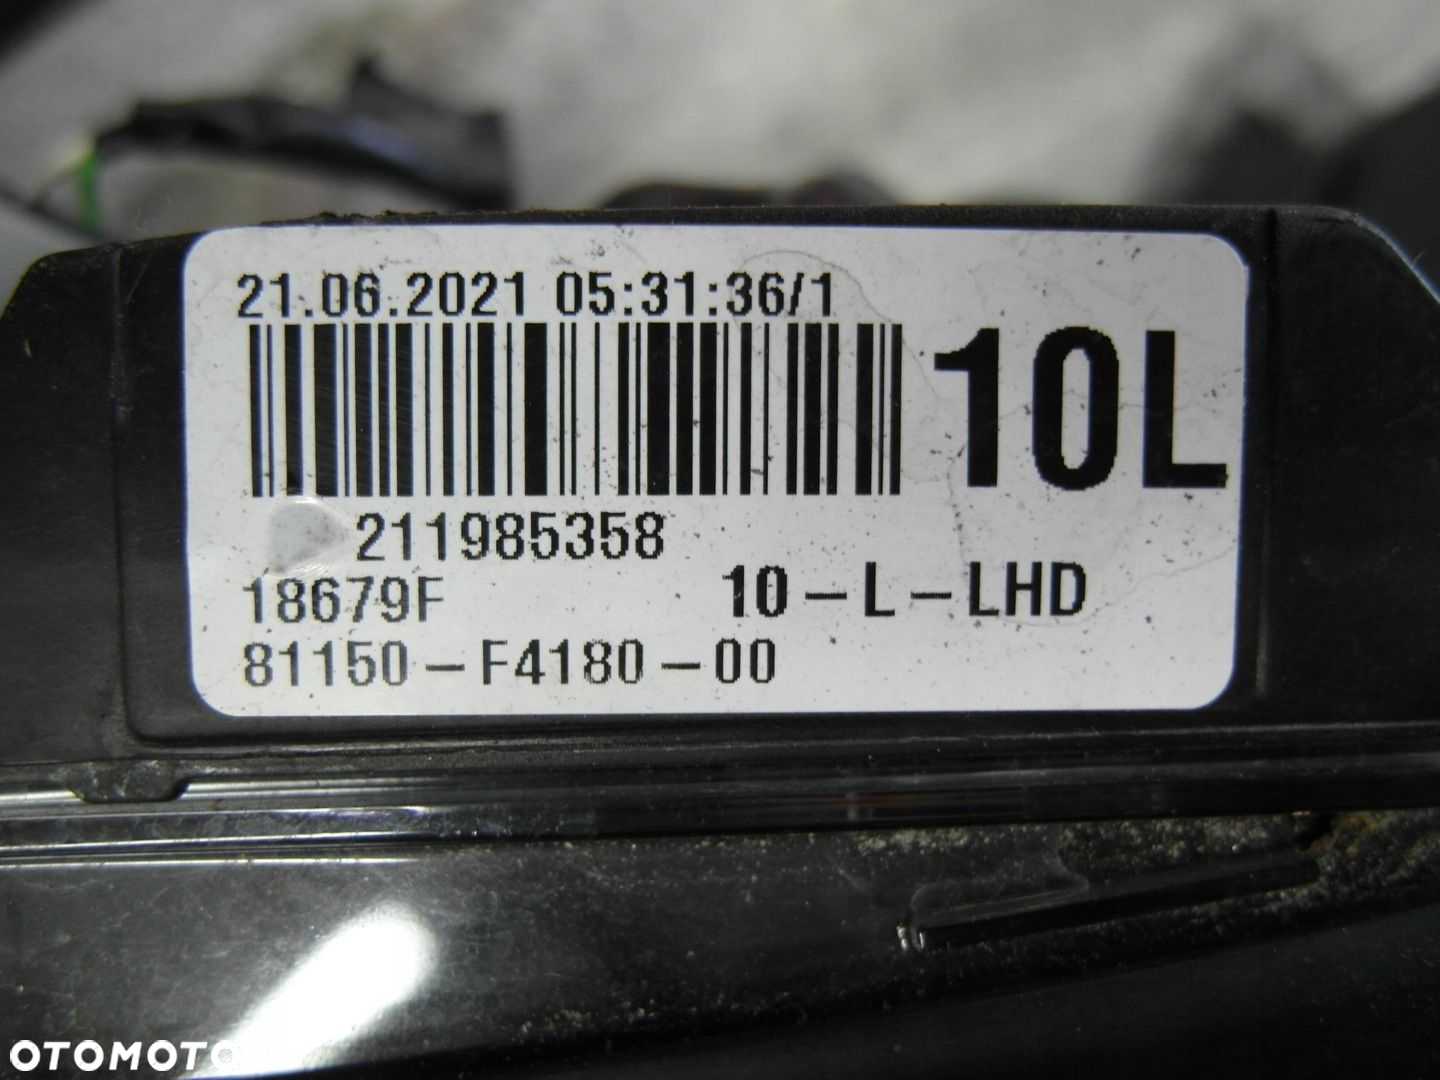 21.06.2021 05:31:36/1
10L
211985358
18679F 10-L-LHD
81150-F4180-00
OTOMOTO